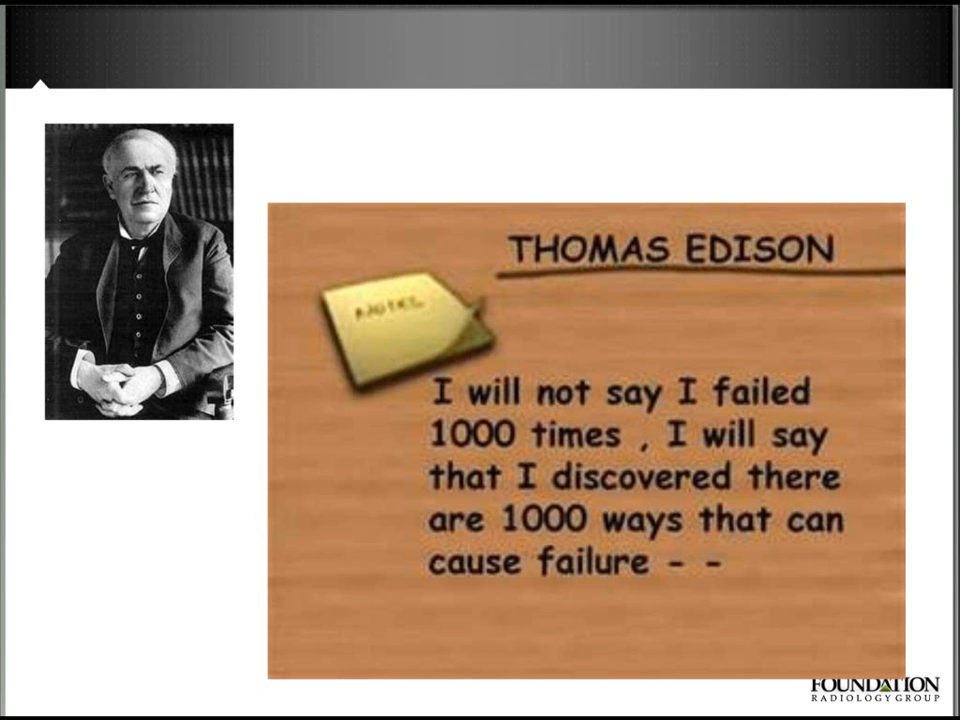 THOMAS EDISON
I will not say I failed
1000 times , I will say
that I discovered there
are 1000 ways that can
cause failure - -
FOUNDATION
RADIOLOGY GROUP